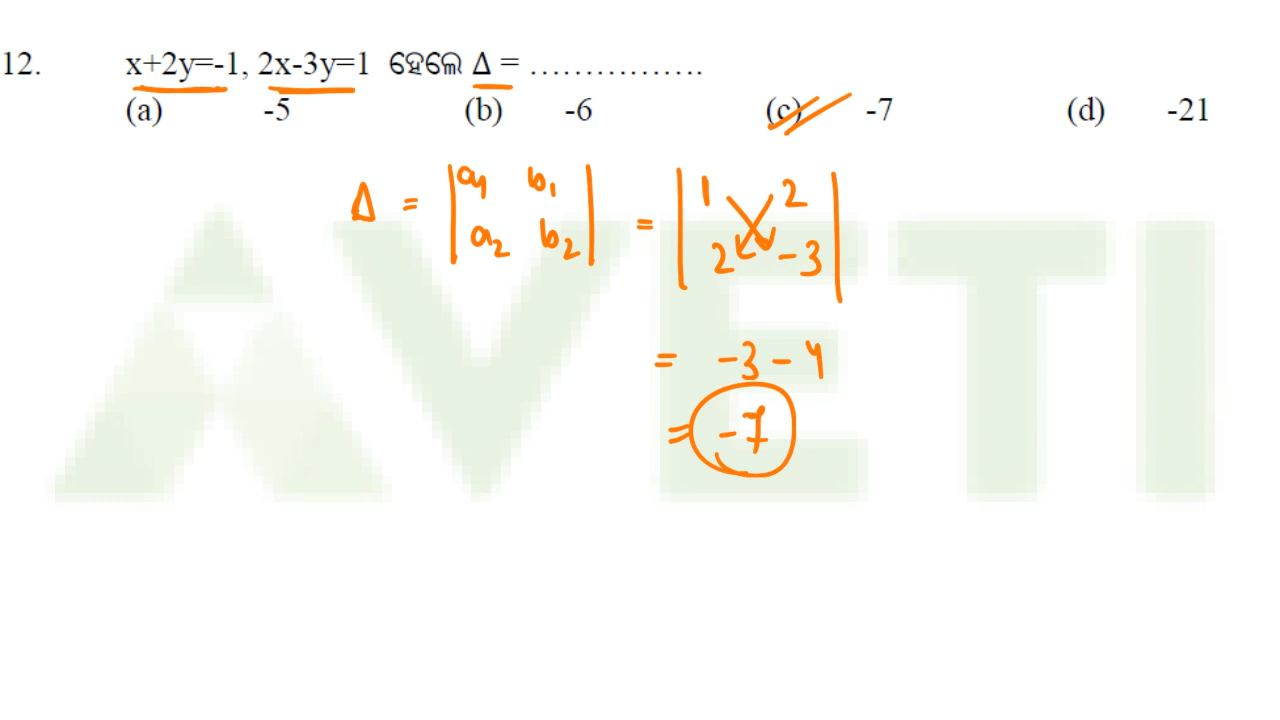 12. x+2y=-1, 2x-3y=1 ହେଲେ Δ = ................
(a) -5 (b) -6 (c) -7 (d) -21
Δ = |a₁ b₁| = |1 2|
|a₂ b₂| |2 -3|
= -3 - 4
= -7
AVETI